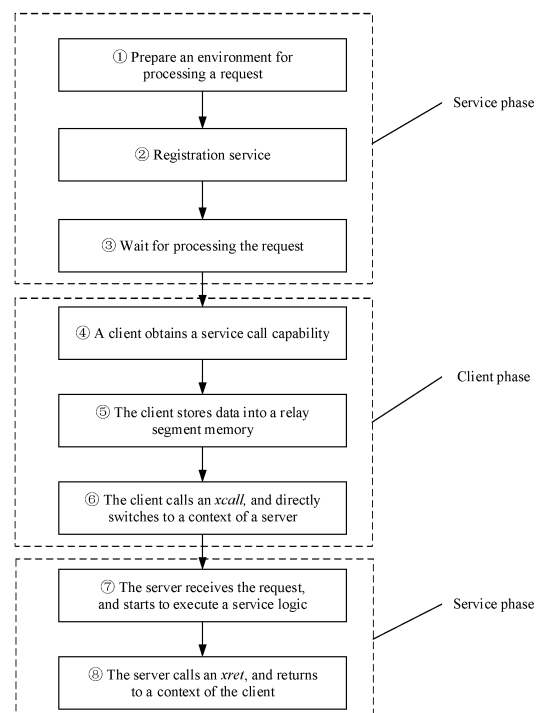 ① Prepare an environment for
processing a request
Service phase
② Registration service
③ Wait for processing the request
④ A client obtains a service call capability
Client phase
⑤ The client stores data into a relay
segment memory
⑥ The client calls an xcall, and directly
switches to a context of a server
⑦ The server receives the request,
and starts to execute a service logic
Service phase
⑧ The server calls an xret, and returns
to a context of the client